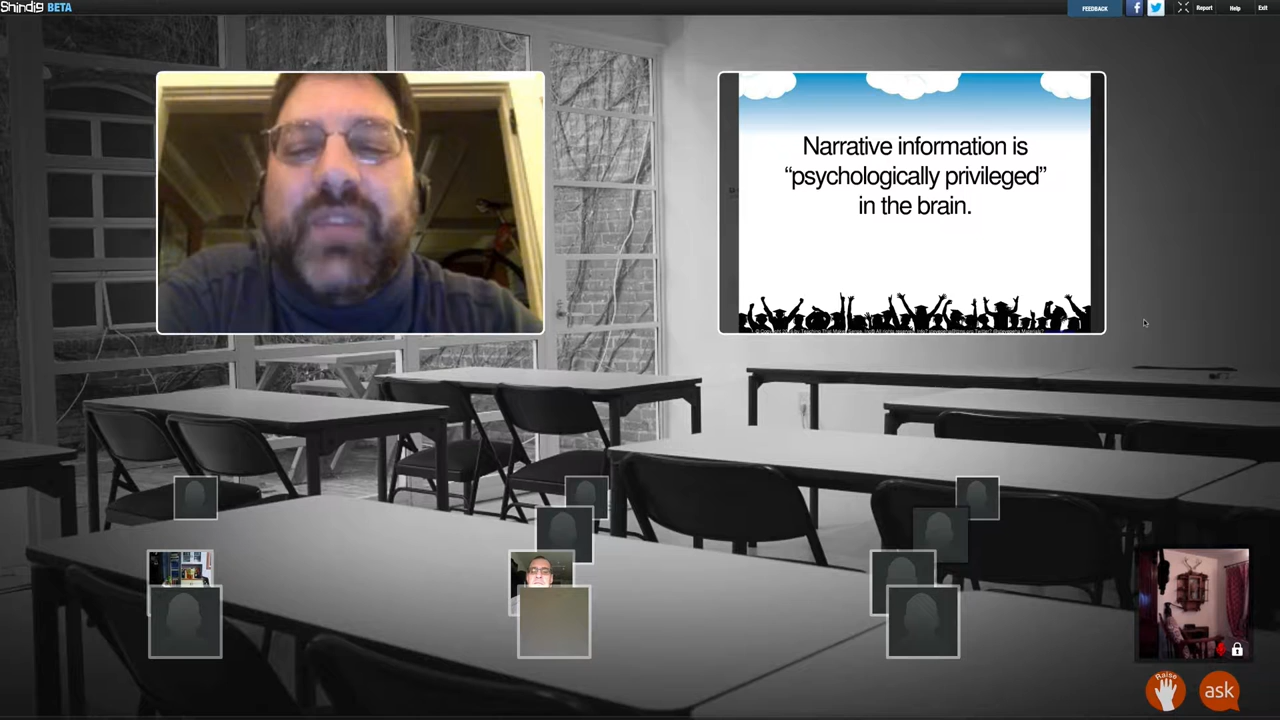 Shindig BETA
FEEDBACK
Report
Help
Exit
Narrative information is
“psychologically privileged”
in the brain.
Raise
ask